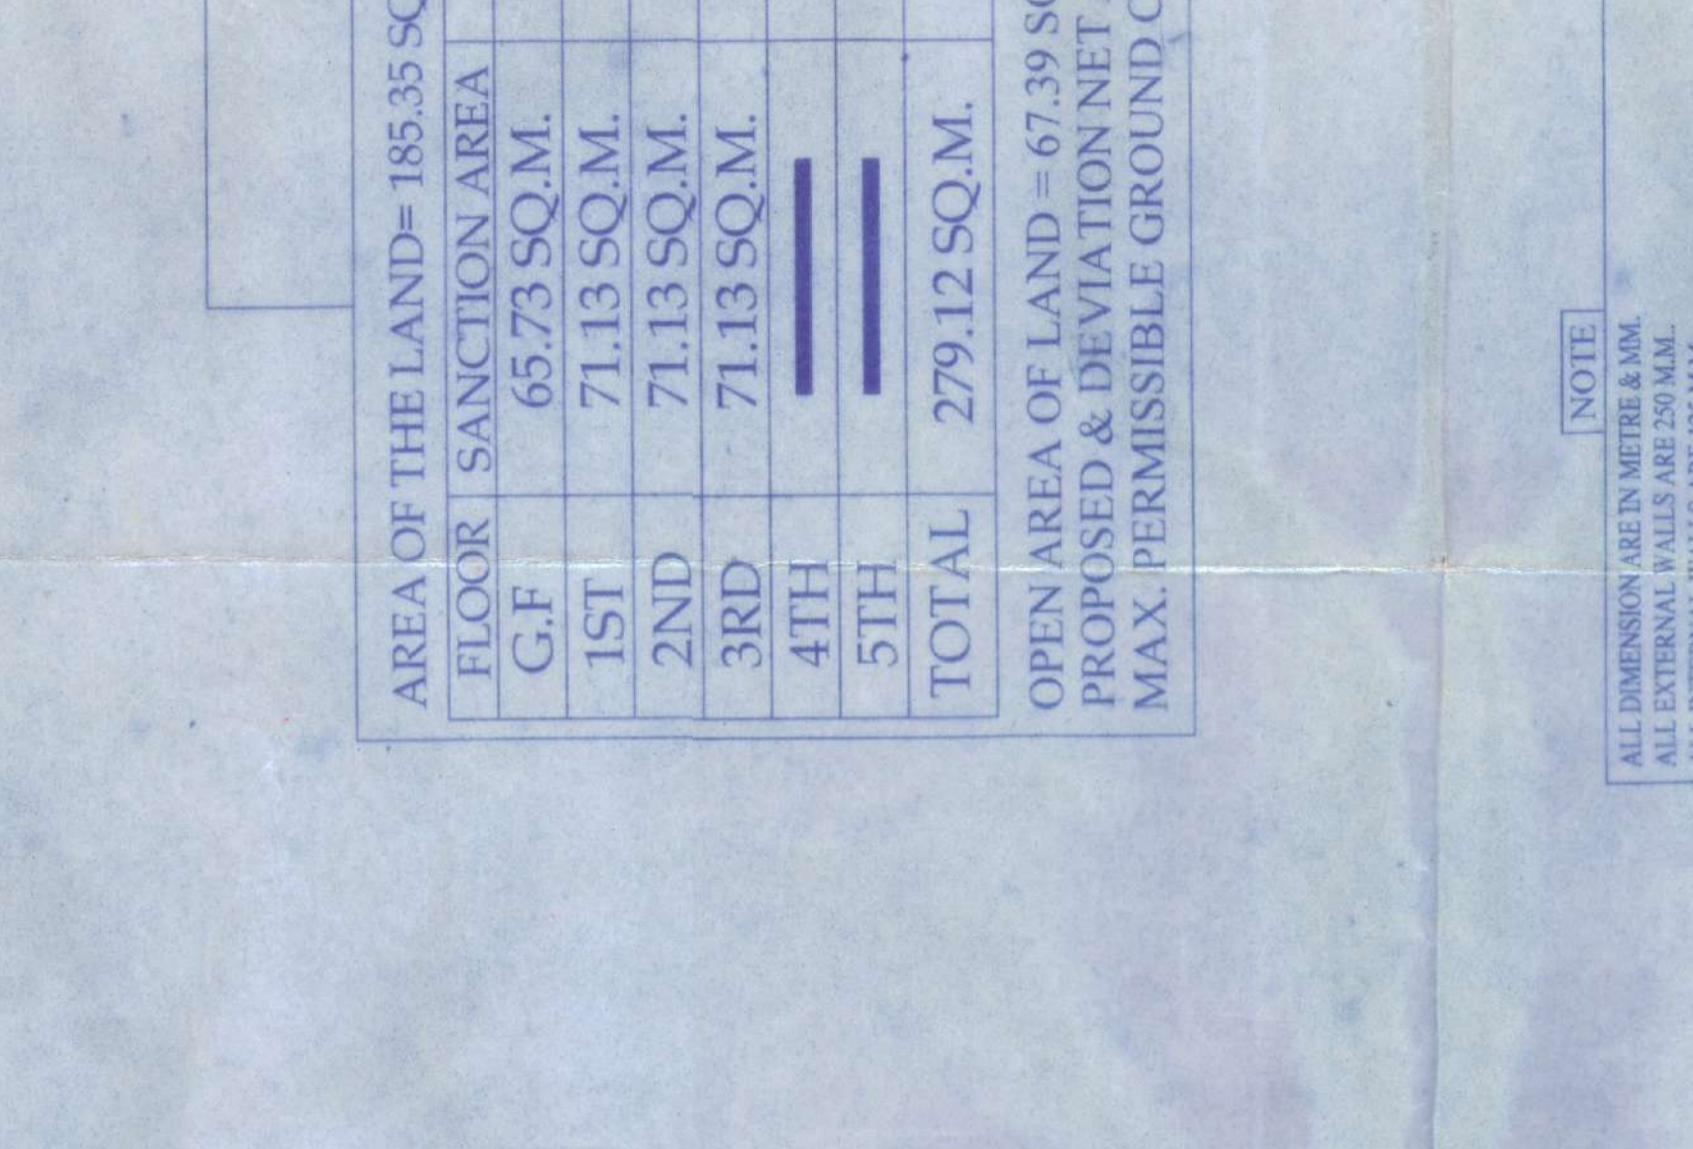 AREA OF THE LAND= 185.35 SQ
FLOOR SANCTION AREA
G.F 65.73 SQ.M.
1ST 71.13 SQ.M.
2ND 71.13 SQ.M.
3RD 71.13 SQ.M.
4TH
5TH
TOTAL 279.12 SQ.M.
OPEN AREA OF LAND = 67.39 SQ
PROPOSED & DEVIATION NET
MAX. PERMISSIBLE GROUND C
NOTE
ALL DIMENSION ARE IN METRE & MM.
ALL EXTERNAL WALLS ARE 250 M.M..